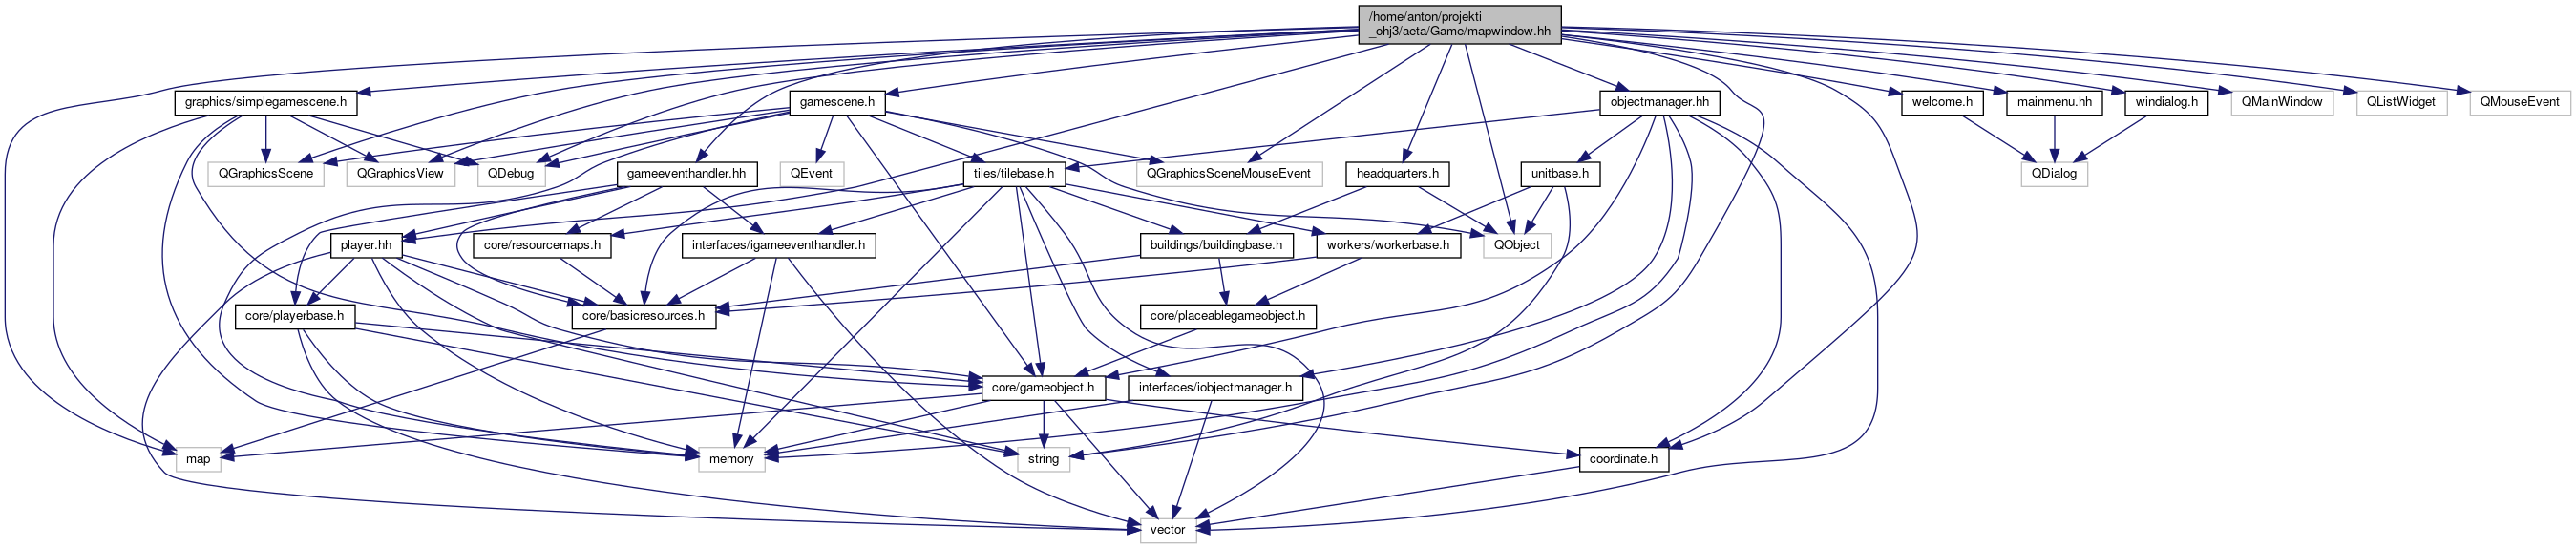 /home/anton/projekti
_ohj3/aeta/Game/mapwindow.hh
graphics/simplegamescene.h
gamescene.h
objectmanager.hh
welcome.h
mainmenu.hh
windialog.h
QMainWindow
QListWidget
QMouseEvent
QGraphicsScene
QGraphicsView
QDebug
gameeventhandler.hh
QEvent
tiles/tilebase.h
QGraphicsSceneMouseEvent
headquarters.h
unitbase.h
QDialog
player.hh
core/resourcemaps.h
interfaces/igameeventhandler.h
buildings/buildingbase.h
workers/workerbase.h
QObject
core/playerbase.h
core/basicresources.h
core/placeablegameobject.h
core/gameobject.h
interfaces/iobjectmanager.h
map
memory
string
coordinate.h
vector